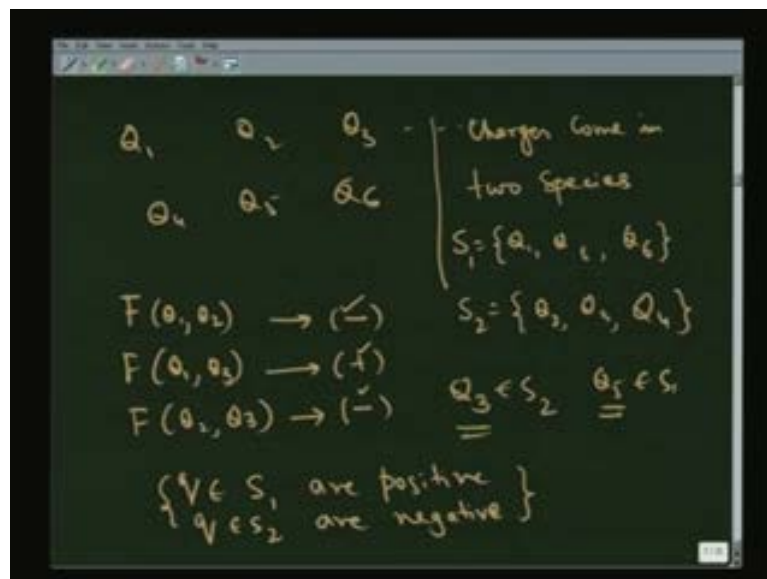 Q₁ Q₂ Q₃ - - -
Q₄ Q₅ Q₆
Charges Come in
two Species
S₁ = {Q₁, Q₂, Q₆}
S₂ = {Q₃, Q₄, Q₄}
F(Q₁,Q₂) → (-)
F(Q₁,Q₃) → (+)
F(Q₂,Q₃) → (-)
Q₃ ∈ S₂ Q₅ ∈ S₁
{q ∈ S₁ are positive
q ∈ S₂ are negative}